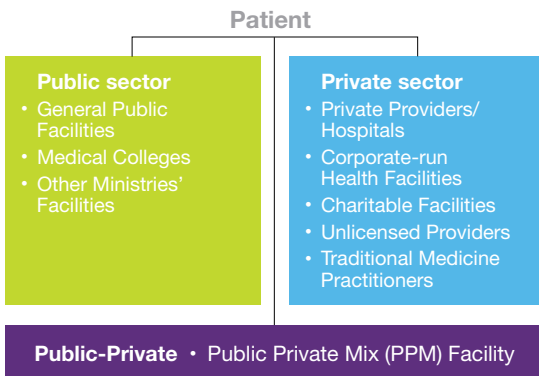 Patient
Public sector
• General Public
Facilities
• Medical Colleges
• Other Ministries’
Facilities
Private sector
• Private Providers/
Hospitals
• Corporate-run
Health Facilities
• Charitable Facilities
• Unlicensed Providers
• Traditional Medicine
Practitioners
Public-Private • Public Private Mix (PPM) Facility